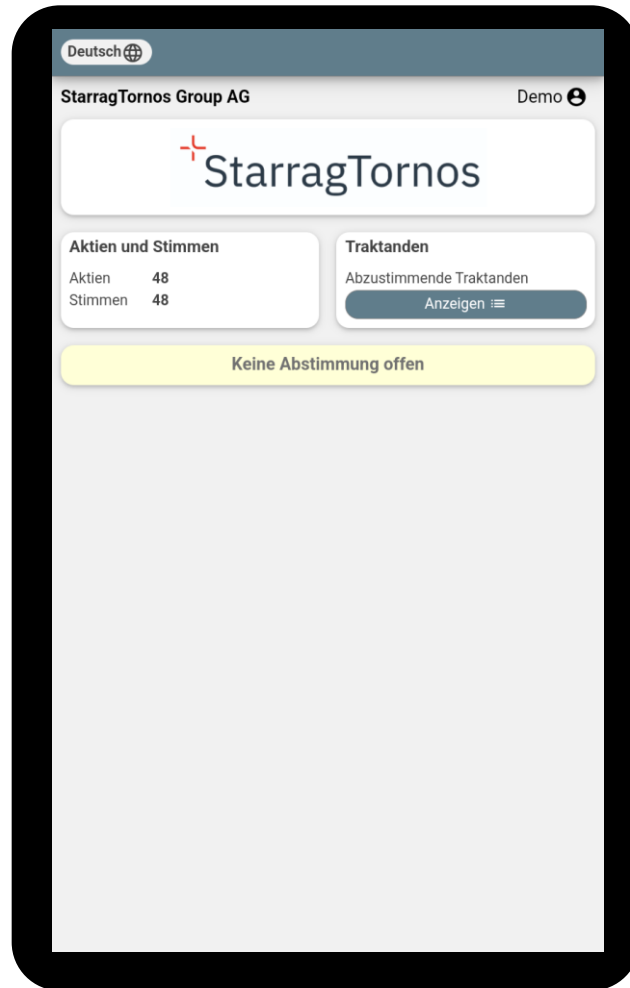 Deutsch
StarragTornos Group AG
Demo
StarragTornos
Aktien und Stimmen
Aktien 48
Stimmen 48
Traktanden
Abzustimmende Traktanden
Anzeigen
Keine Abstimmung offen